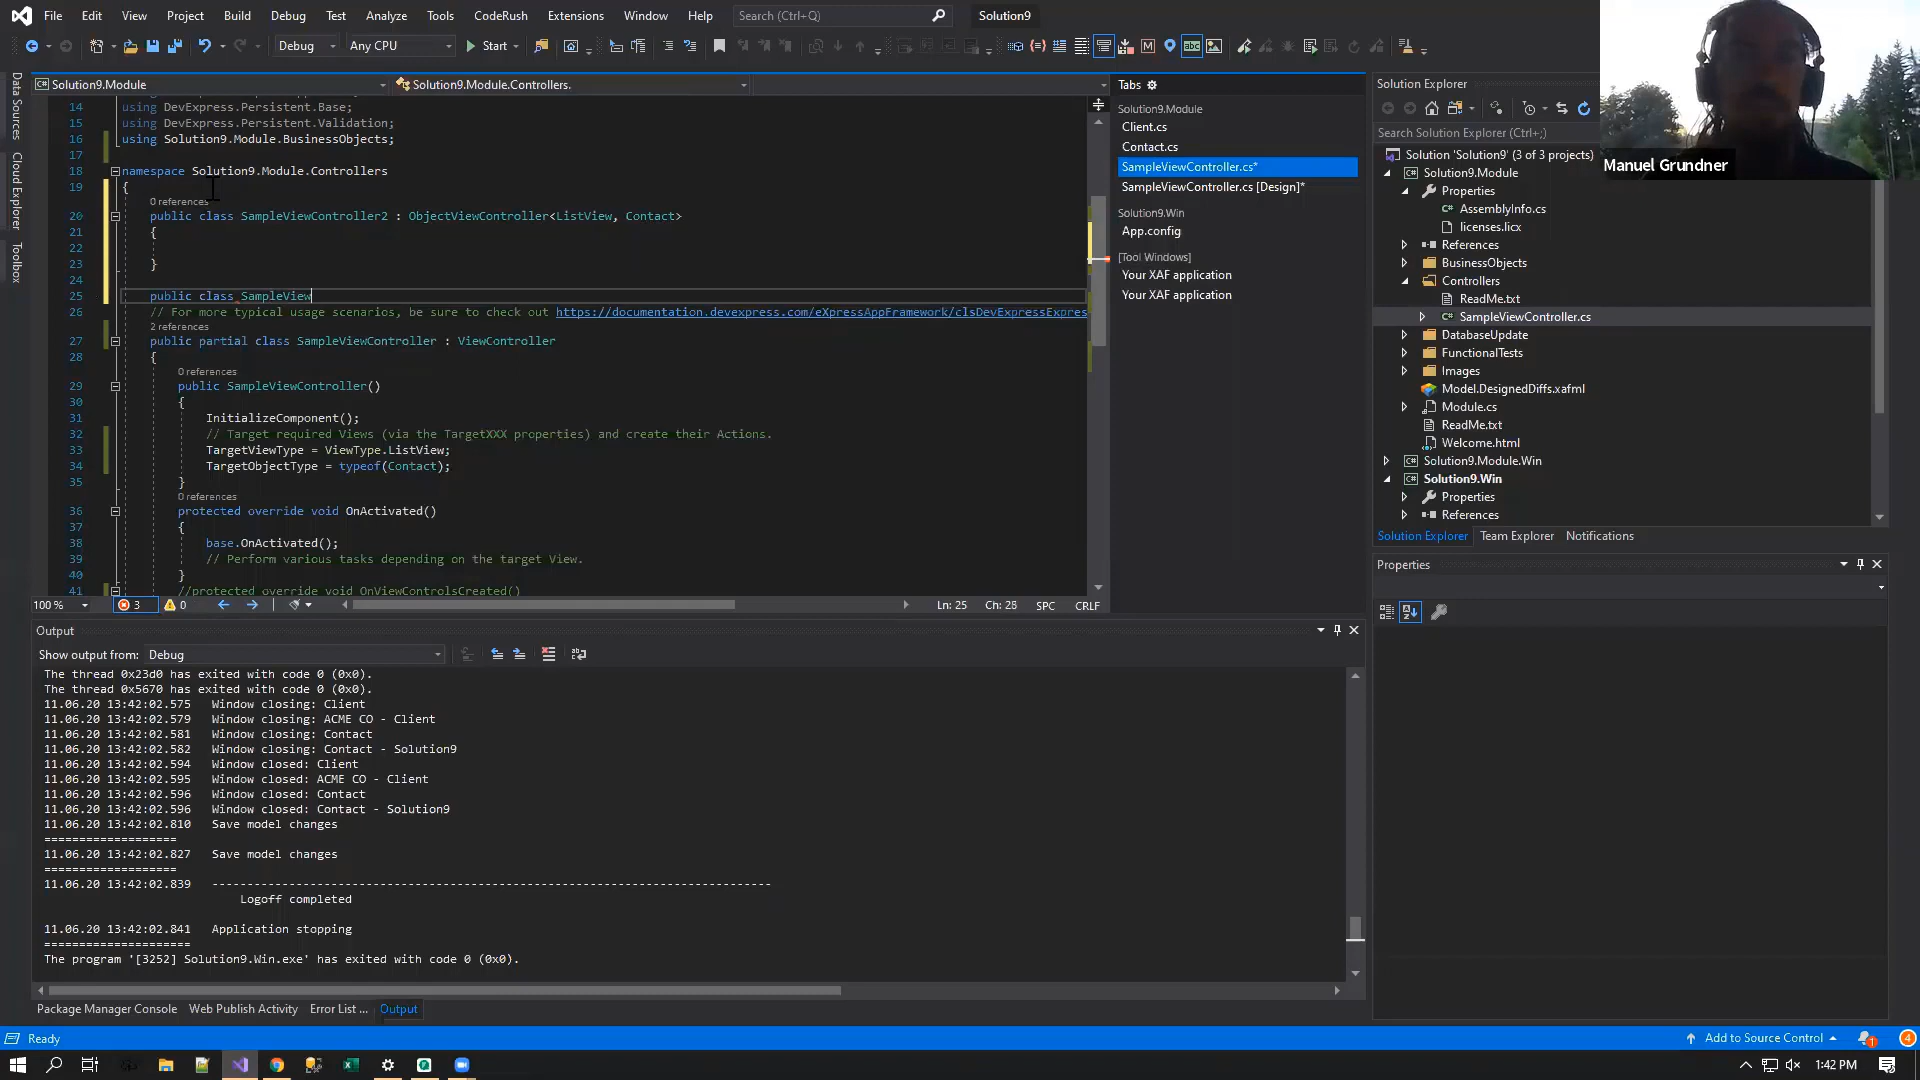 File Edit View Project Build Debug Test Analyze Tools CodeRush Extensions Window Help Search (Ctrl+Q) Solution9
Debug Any CPU Start
Data Sources
Cloud Explorer
Toolbox
Solution9.Module Solution9.Module.Controllers.
14 using DevExpress.Persistent.Base;
15 using DevExpress.Persistent.Validation;
16 using Solution9.Module.BusinessObjects;
17
18 namespace Solution9.Module.Controllers
19 {
0 references
20 public class SampleViewController2 : ObjectViewController<ListView, Contact>
21 {
22
23 }
24
25 public class SampleView
26 // For more typical usage scenarios, be sure to check out https://documentation.devexpress.com/eXpressAppFramework/clsDevExpressExpres
2 references
27 public partial class SampleViewController : ViewController
28 {
0 references
29 public SampleViewController()
30 {
31 InitializeComponent();
32 // Target required Views (via the TargetXXX properties) and create their Actions.
33 TargetViewType = ViewType.ListView;
34 TargetObjectType = typeof(Contact);
35 }
0 references
36 protected override void OnActivated()
37 {
38 base.OnActivated();
39 // Perform various tasks depending on the target View.
40 }
41 //protected override void OnViewControlsCreated()
100 % 3 0 Ln: 25 Ch: 28 SPC CRLF
Tabs
Solution9.Module
Client.cs
Contact.cs
SampleViewController.cs*
SampleViewController.cs [Design]*
Solution9.Win
App.config
[Tool Windows]
Your XAF application
Your XAF application
Solution Explorer
Search Solution Explorer (Ctrl+;)
Solution 'Solution9' (3 of 3 projects)
Solution9.Module
Properties
AssemblyInfo.cs
licenses.licx
References
BusinessObjects
Controllers
ReadMe.txt
SampleViewController.cs
DatabaseUpdate
FunctionalTests
Images
Model.DesignedDiffs.xafml
Module.cs
ReadMe.txt
Welcome.html
Solution9.Module.Win
Solution9.Win
Properties
References
Solution Explorer Team Explorer Notifications
Properties
Manuel Grundner
Output
Show output from: Debug
The thread 0x23d0 has exited with code 0 (0x0).
The thread 0x5670 has exited with code 0 (0x0).
11.06.20 13:42:02.575 Window closing: Client
11.06.20 13:42:02.579 Window closing: ACME CO - Client
11.06.20 13:42:02.581 Window closing: Contact
11.06.20 13:42:02.582 Window closing: Contact - Solution9
11.06.20 13:42:02.594 Window closed: Client
11.06.20 13:42:02.595 Window closed: ACME CO - Client
11.06.20 13:42:02.596 Window closed: Contact
11.06.20 13:42:02.596 Window closed: Contact - Solution9
11.06.20 13:42:02.810 Save model changes
===================
11.06.20 13:42:02.827 Save model changes
===================
11.06.20 13:42:02.839 --------------------------------------------------------------------------------
Logoff completed
11.06.20 13:42:02.841 Application stopping
=====================
The program '[3252] Solution9.Win.exe' has exited with code 0 (0x0).
Package Manager Console Web Publish Activity Error List ... Output
Ready Add to Source Control 1 4
1:42 PM